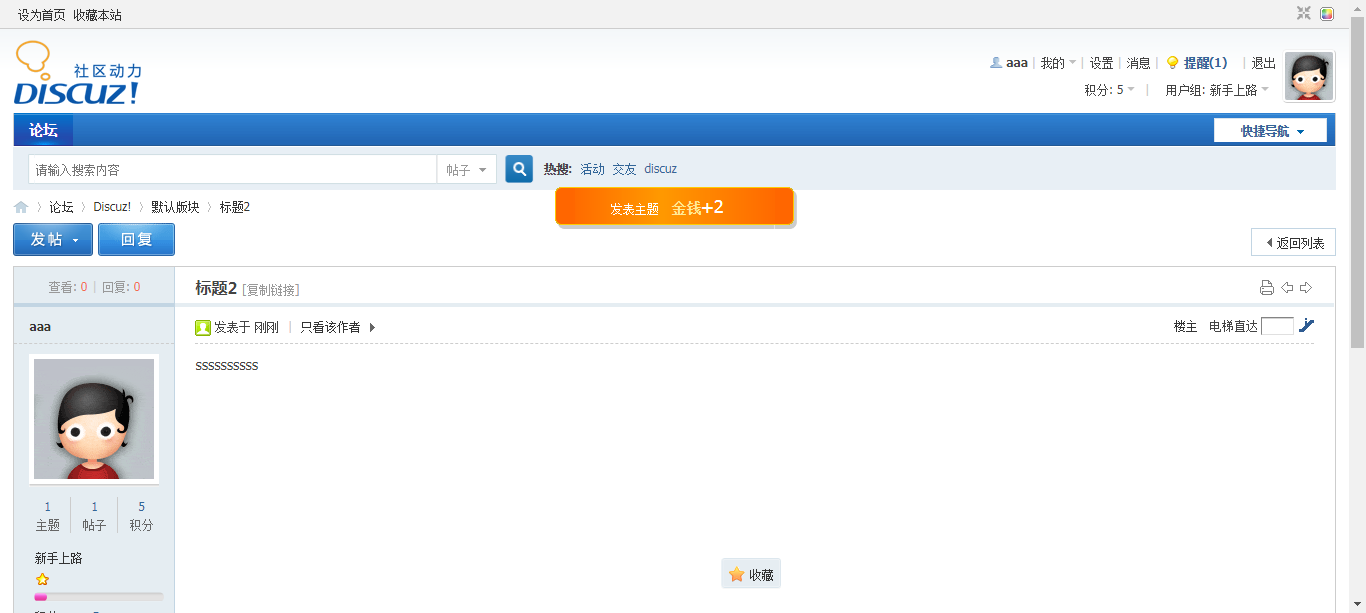 设为首页 收藏本站
社区动力
DISCUZ!
aaa 我的 设置 消息 提醒(1) 退出
积分: 5 用户组: 新手上路
论坛 快捷导航
请输入搜索内容 帖子 热搜: 活动 交友 discuz
论坛 Discuz! 默认版块 标题2
发表主题 金钱+2
发帖 回复 返回列表
查看: 0 回复: 0 标题2 [复制链接]
aaa 发表于 刚刚 只看该作者 楼主 电梯直达
ssssssssss
1 1 5
主题 帖子 积分
新手上路
收藏